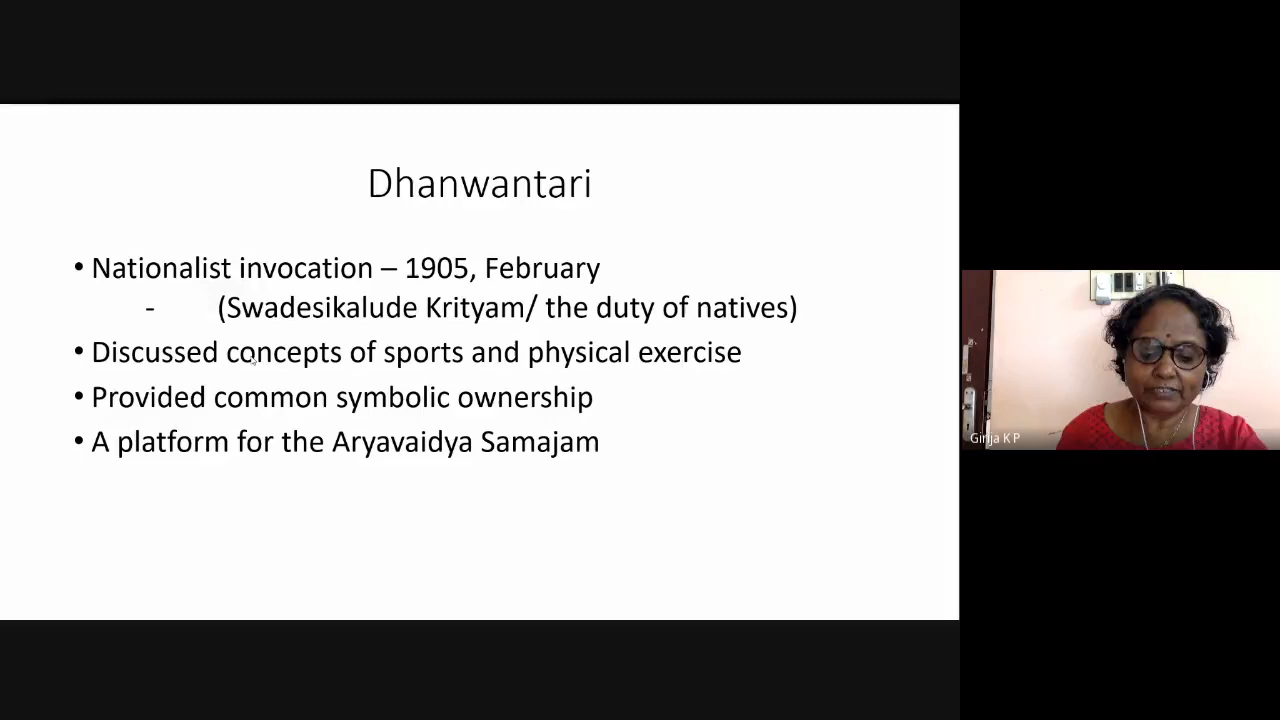 Dhanwantari
• Nationalist invocation – 1905, February
- (Swadesikalude Krityam/ the duty of natives)
• Discussed concepts of sports and physical exercise
• Provided common symbolic ownership
• A platform for the Aryavaidya Samajam
Girija K P